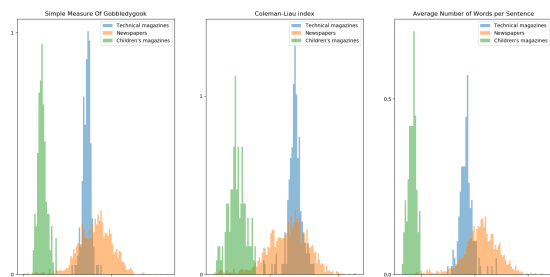 Simple Measure Of Gobbledygook
Technical magazines
Newspapers
Children's magazines
1
0
Coleman-Liau index
Technical magazines
Newspapers
Children's magazines
1
0
Average Number of Words per Sentence
Technical magazines
Newspapers
Children's magazines
0.5
0